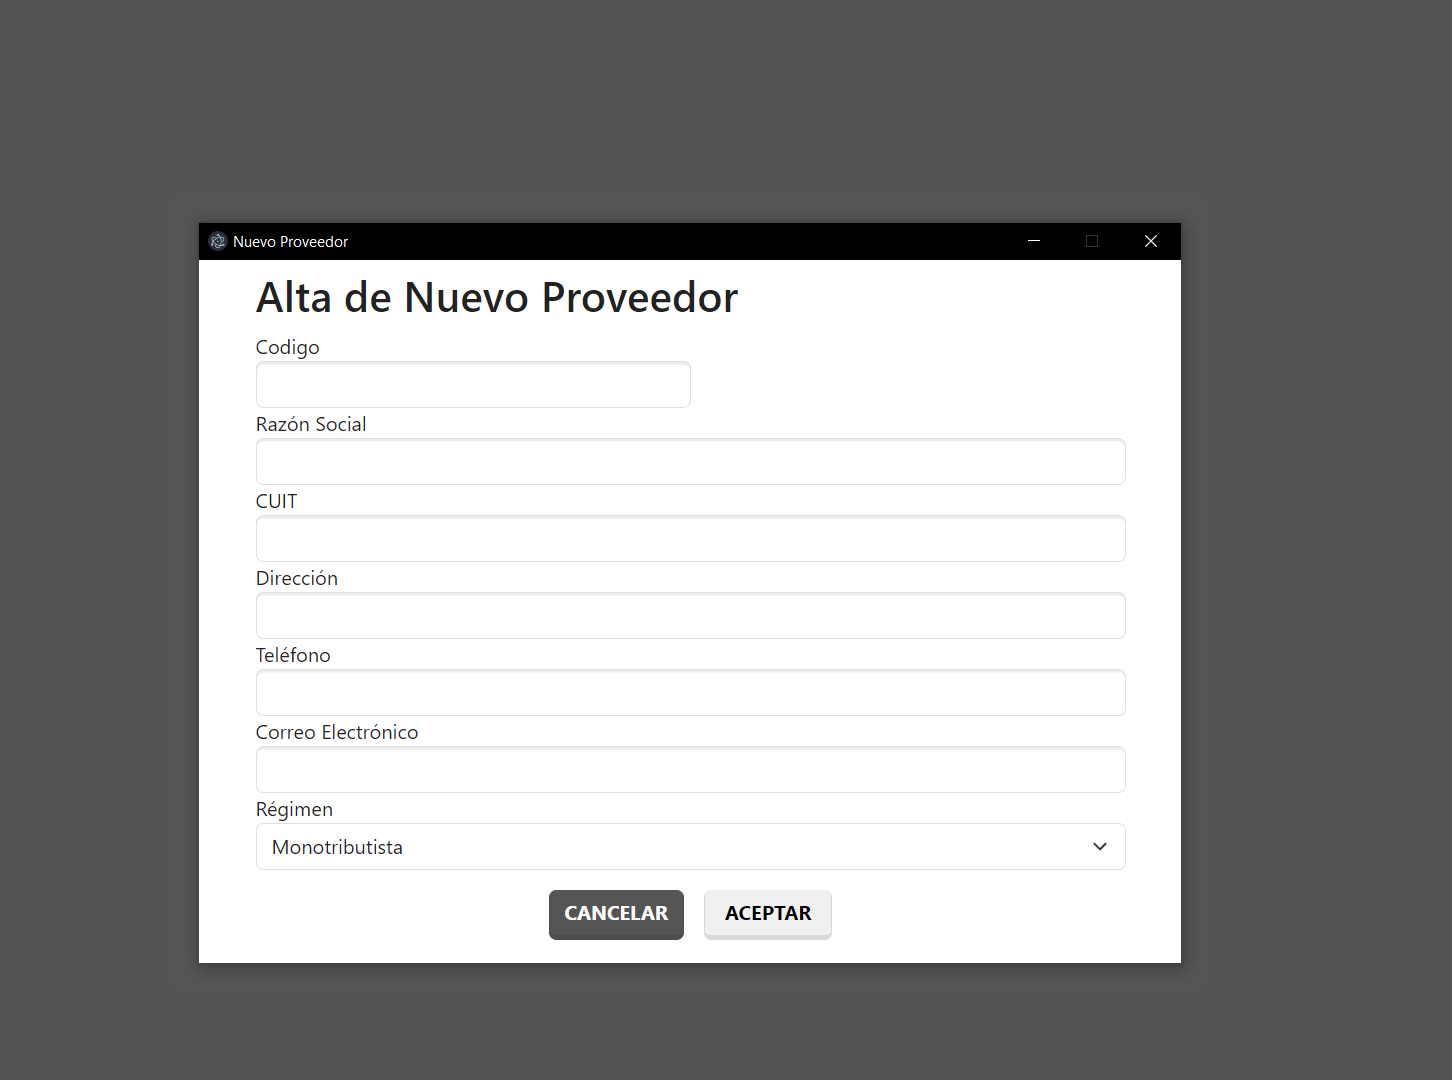 Nuevo Proveedor
Alta de Nuevo Proveedor
Codigo
Razón Social
CUIT
Dirección
Teléfono
Correo Electrónico
Régimen
Monotributista
CANCELAR ACEPTAR